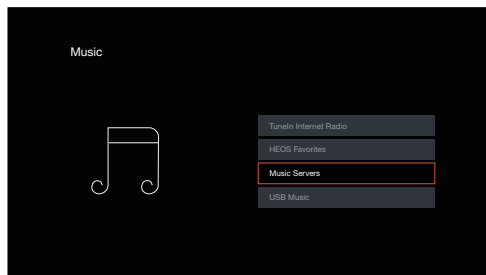 Music
TuneIn Internet Radio
HEOS Favorites
Music Servers
USB Music